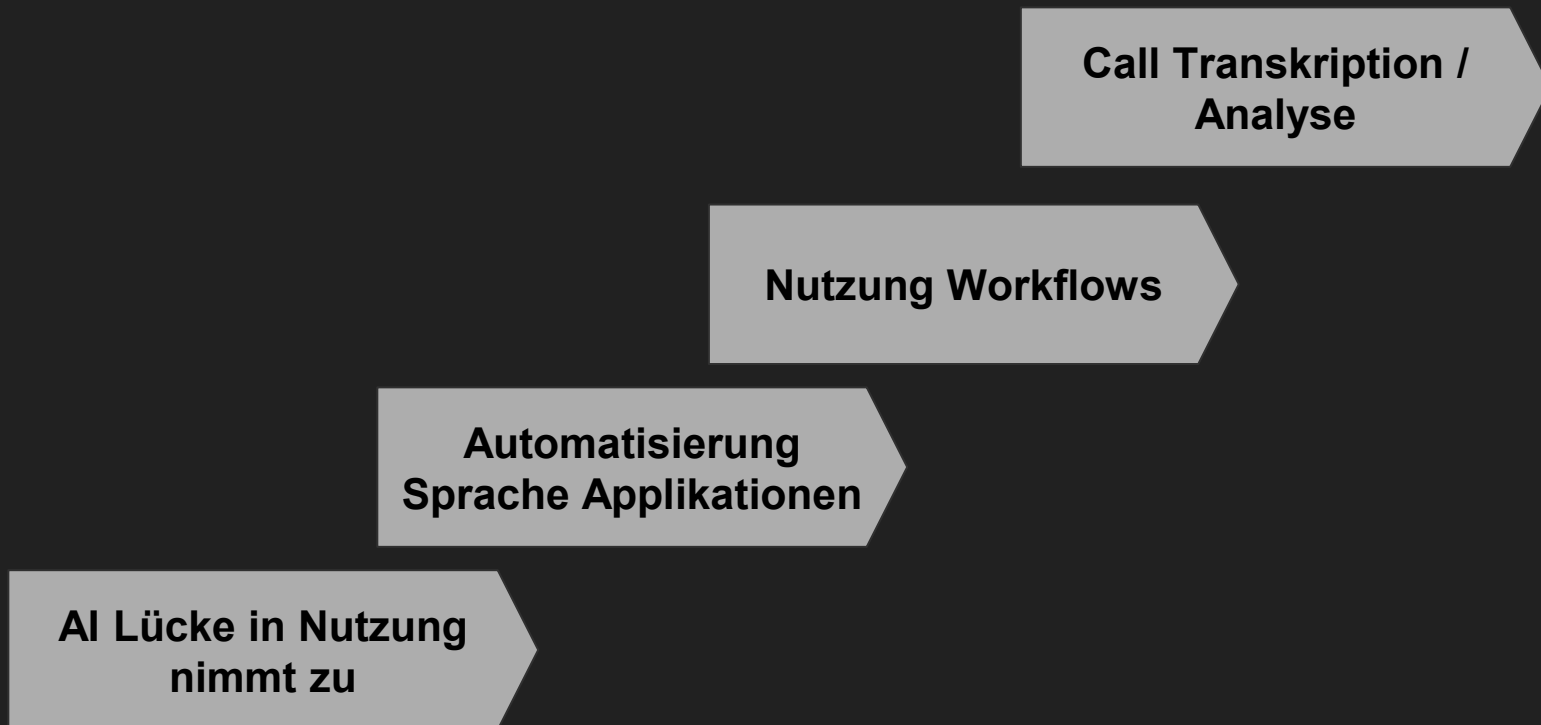 Call Transkription /
Analyse
Nutzung Workflows
Automatisierung
Sprache Applikationen
AI Lücke in Nutzung
nimmt zu